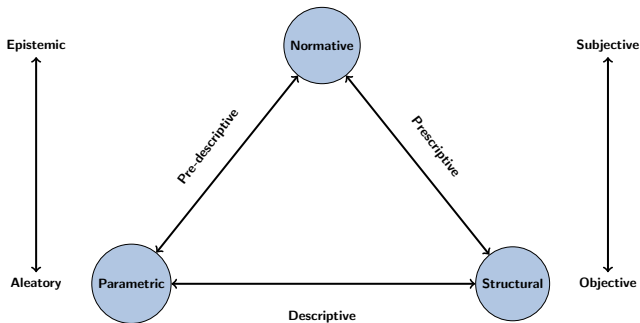 Normative
Epistemic
Subjective
Pre-descriptive
Prescriptive
Aleatory
Parametric
Structural
Objective
Descriptive